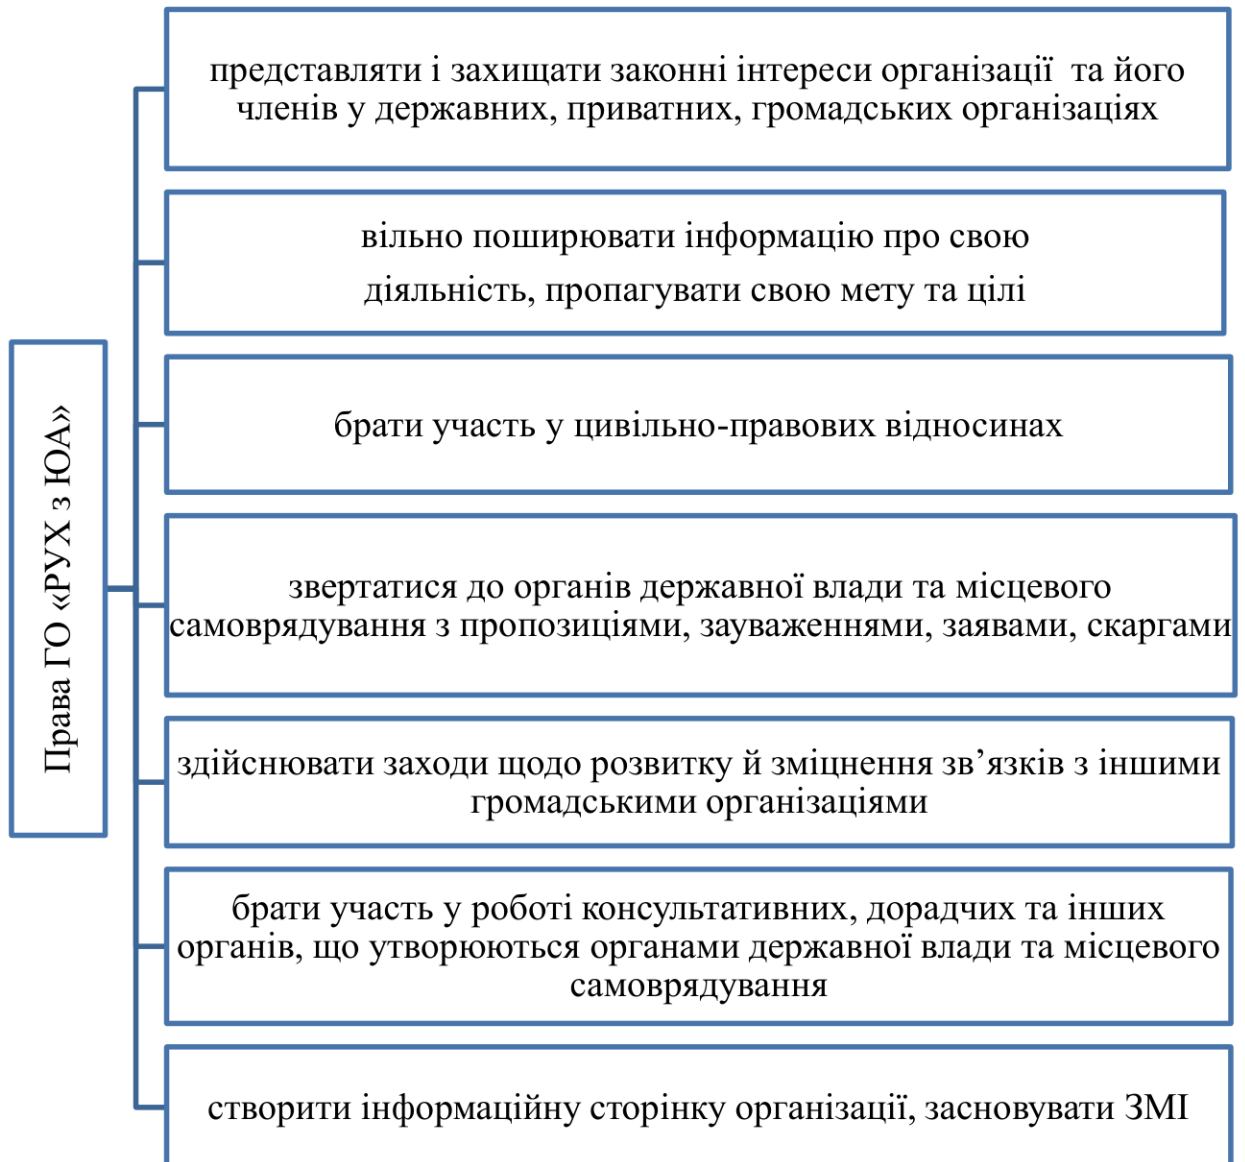 Права ГО «РУХ з ЮА»
представляти і захищати законні інтереси організації та його
членів у державних, приватних, громадських організаціях
вільно поширювати інформацію про свою
діяльність, пропагувати свою мету та цілі
брати участь у цивільно-правових відносинах
звертатися до органів державної влади та місцевого
самоврядування з пропозиціями, зауваженнями, заявами, скаргами
здійснювати заходи щодо розвитку й зміцнення зв’язків з іншими
громадськими організаціями
брати участь у роботі консультативних, дорадчих та інших
органів, що утворюються органами державної влади та місцевого
самоврядування
створити інформаційну сторінку організації, засновувати ЗМІ